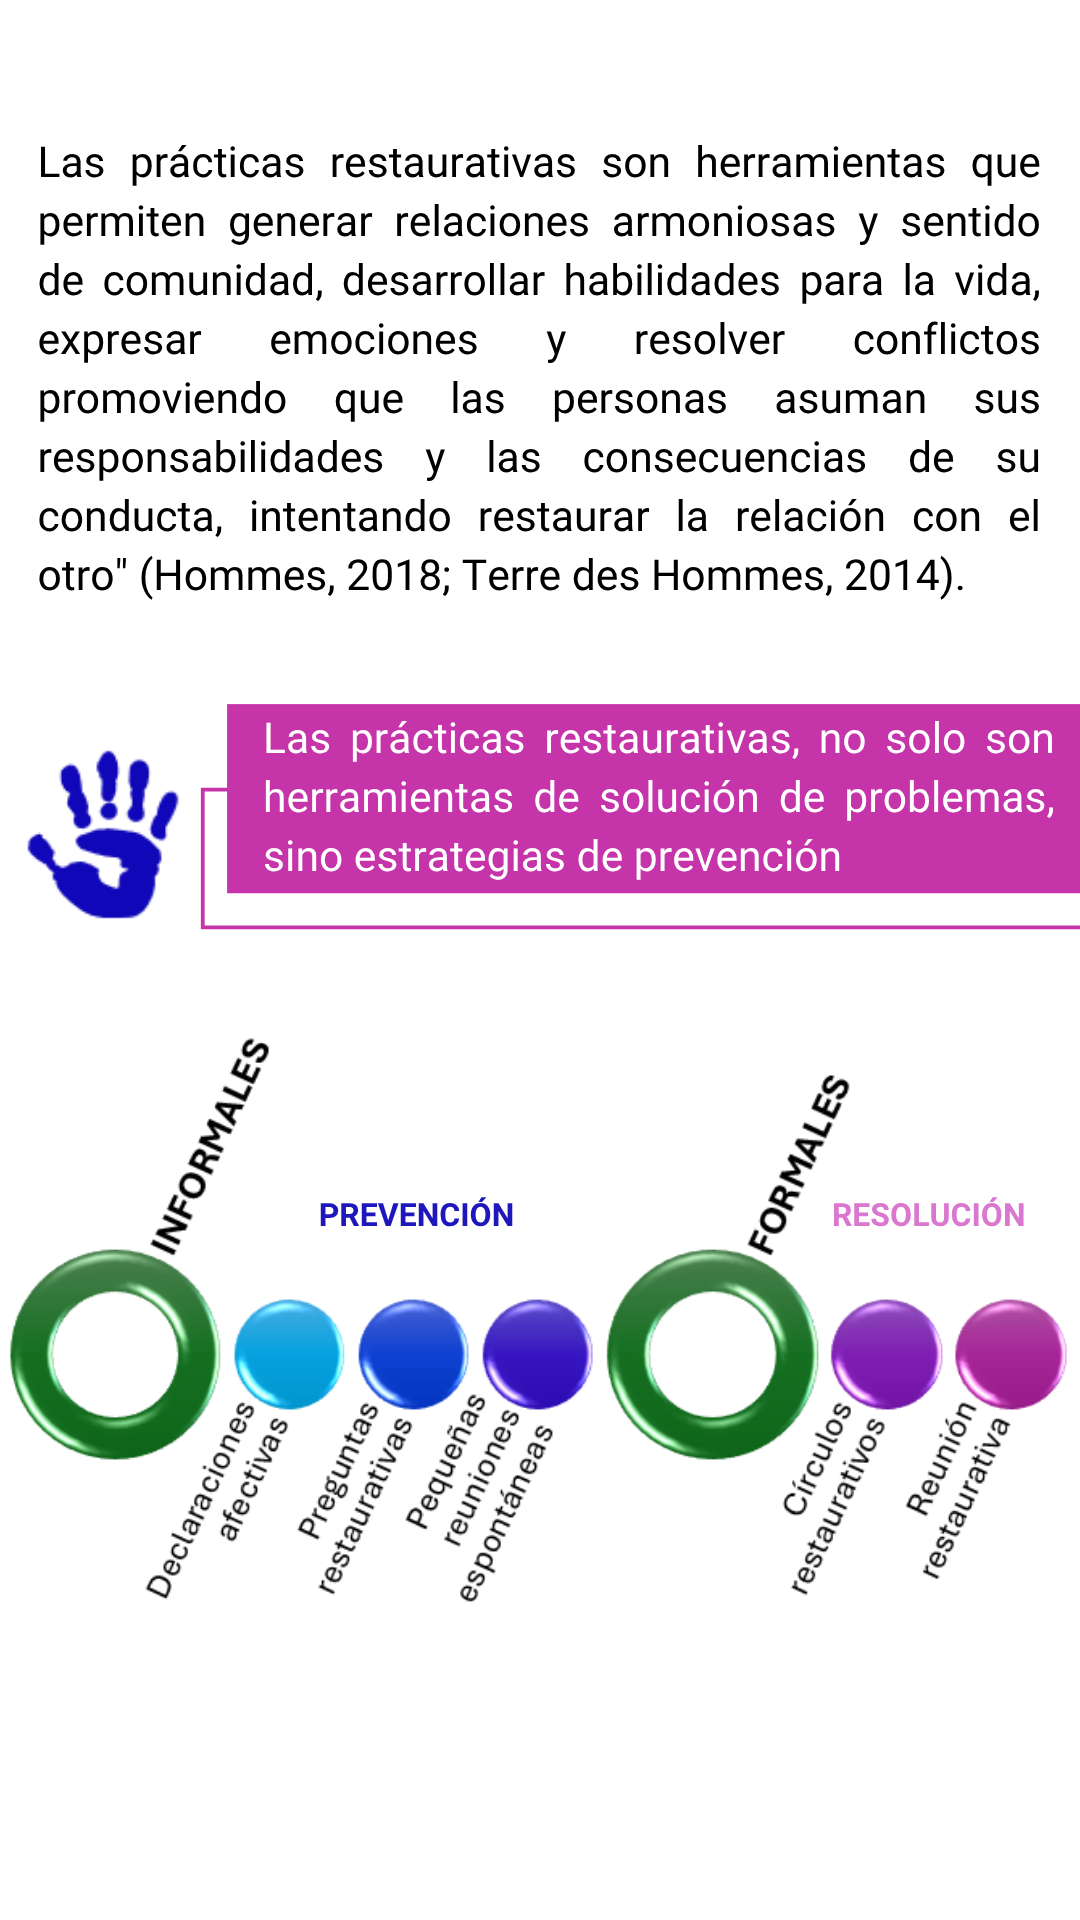 Las prácticas restaurativas son herramientas que
permiten generar relaciones armoniosas y sentido
de comunidad, desarrollar habilidades para la vida,
expresar emociones y resolver conflictos
promoviendo que las personas asuman sus
responsabilidades y las consecuencias de su
conducta, intentando restaurar la relación con el
otro" (Hommes, 2018; Terre des Hommes, 2014).
Las prácticas restaurativas, no solo son
herramientas de solución de problemas,
sino estrategias de prevención
INFORMALES
PREVENCIÓN
Declaraciones
afectivas
Preguntas
restaurativas
Pequeñas
reuniones
espontáneas
FORMALES
RESOLUCIÓN
Círculos
restaurativos
Reunión
restaurativa